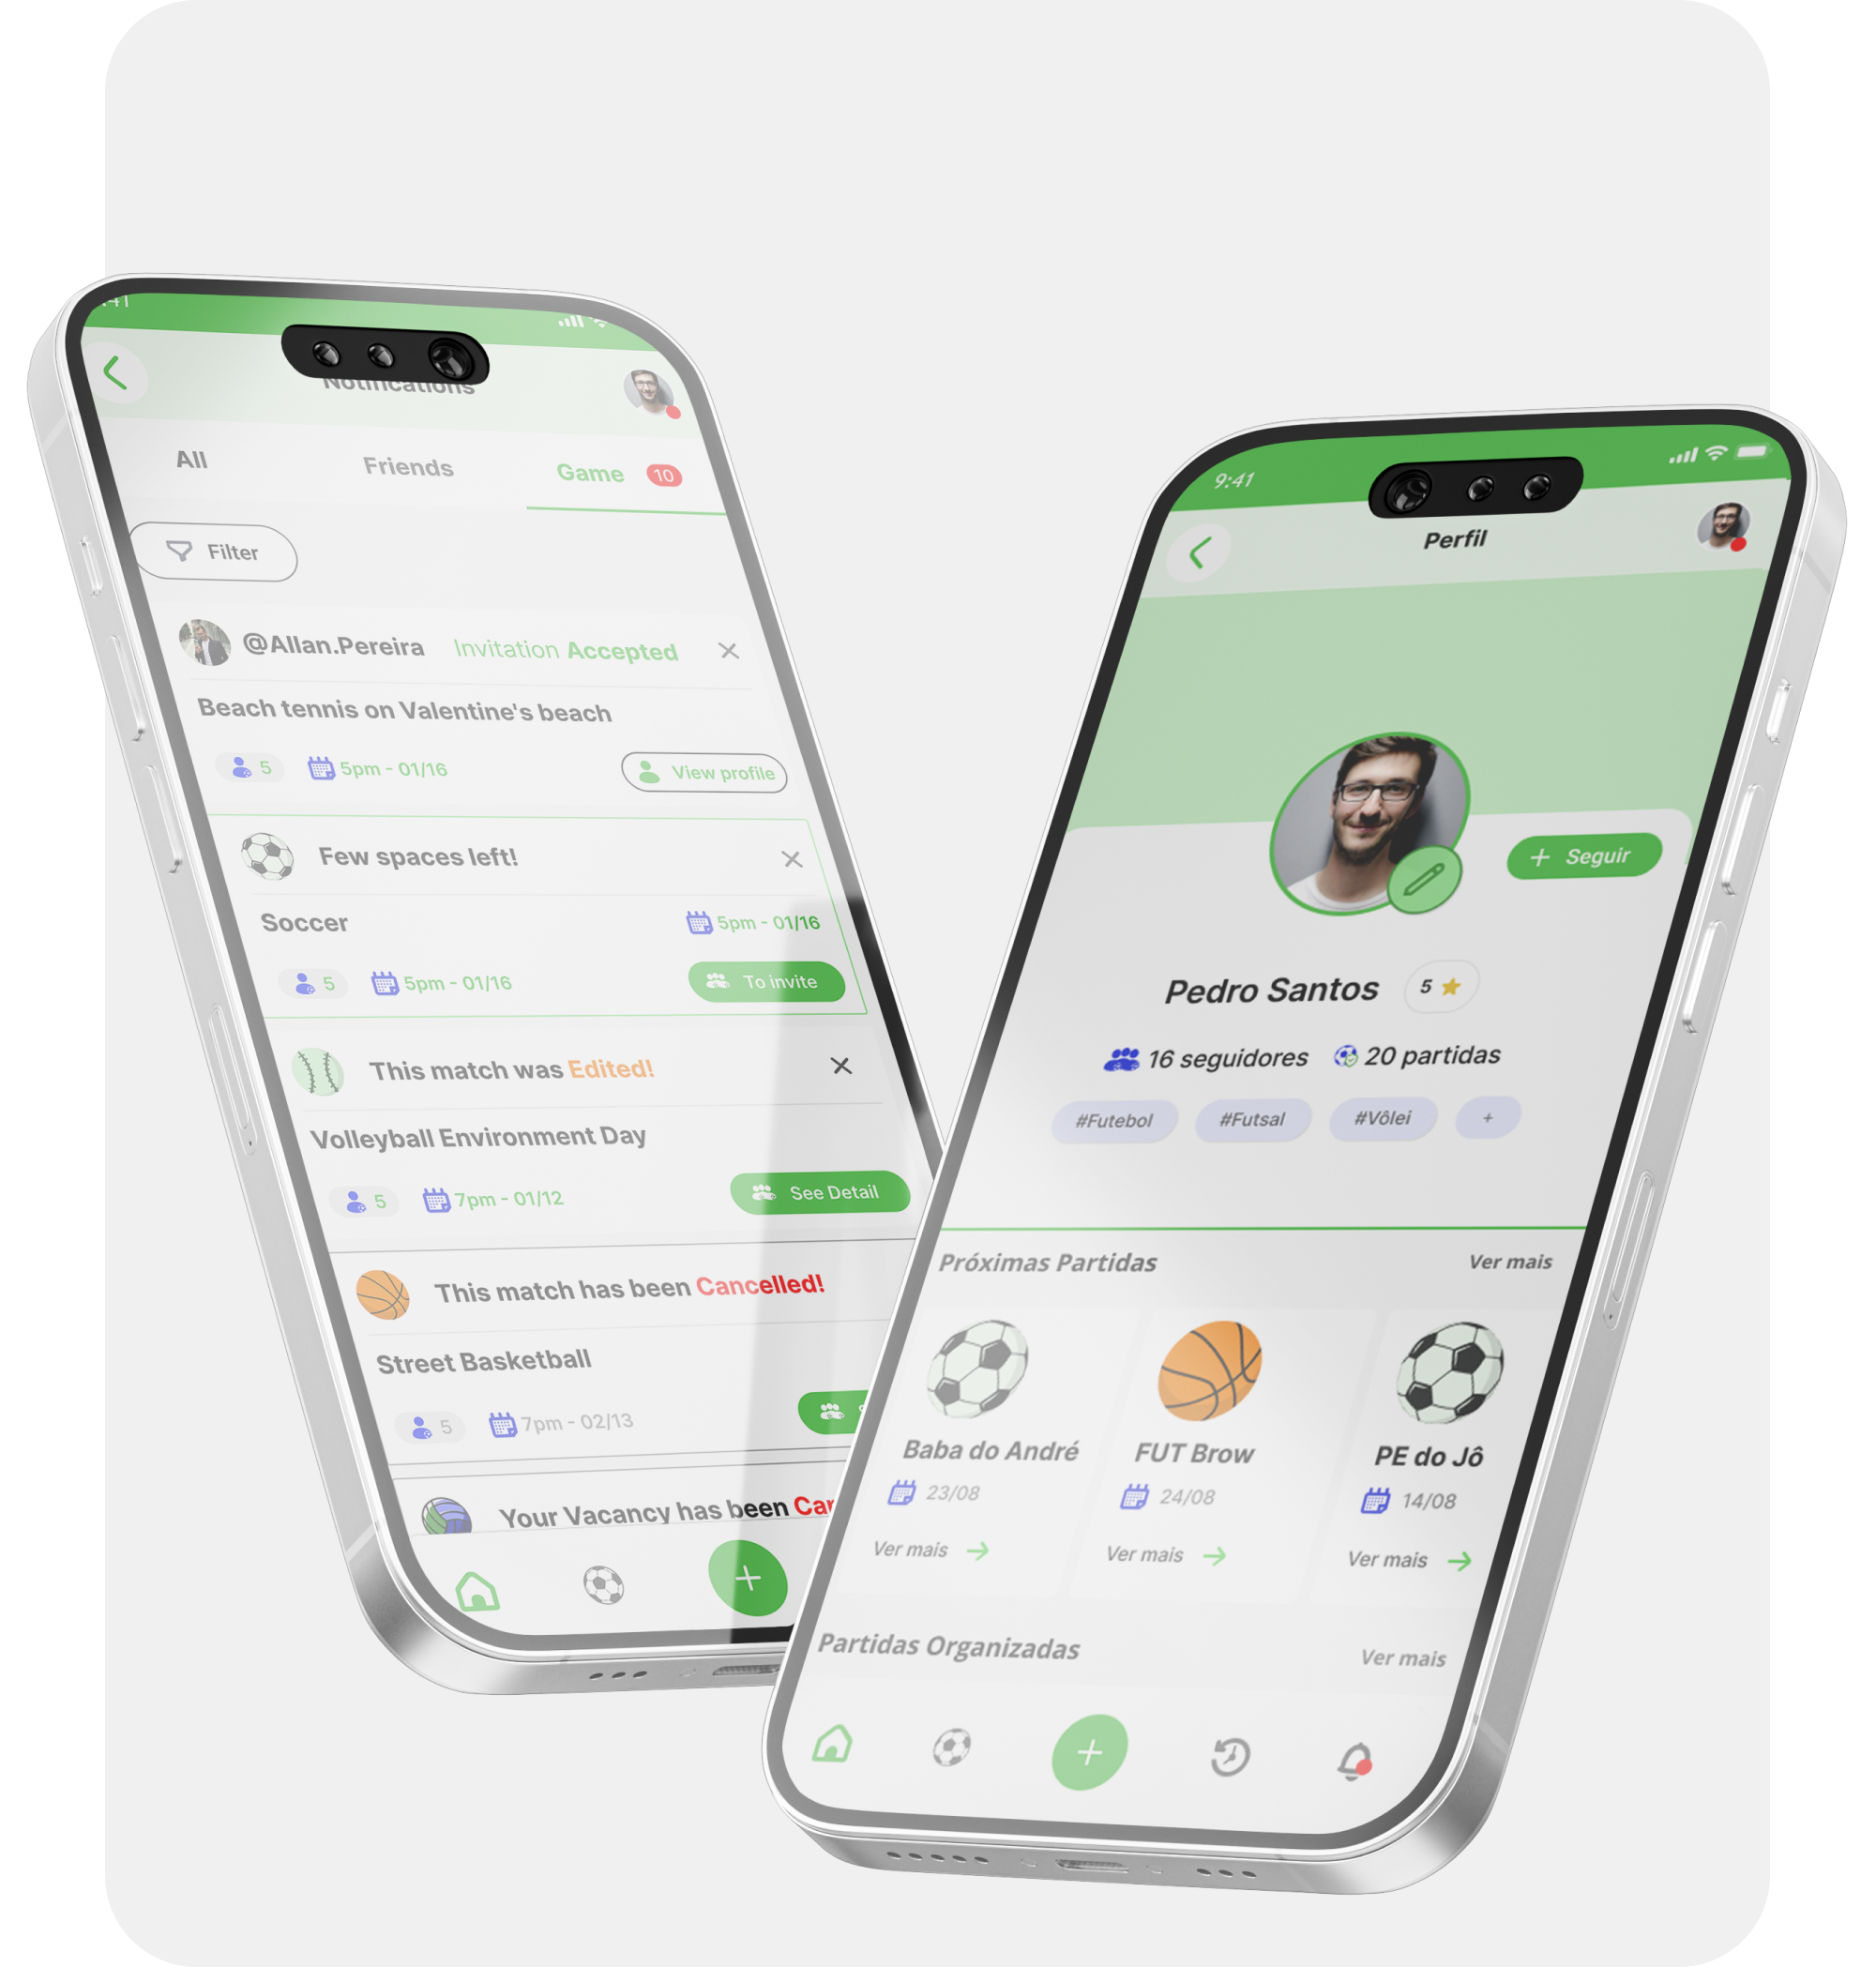 Notifications
All Friends Game 10
Filter
@Allan.Pereira Invitation Accepted
Beach tennis on Valentine's beach
5 5pm - 01/16 View profile
Few spaces left!
Soccer 5pm - 01/16
5 5pm - 01/16 To invite
This match was Edited!
Volleyball Environment Day
5 7pm - 01/12 See Detail
This match has been Cancelled!
Street Basketball
5 7pm - 02/13
Your Vacancy has been
9:41
Perfil
+ Seguir
Pedro Santos 5
16 seguidores 20 partidas
#Futebol #Futsal #Vôlei +
Próximas Partidas Ver mais
Baba do André FUT Brow PE do Jô
23/08 24/08 14/08
Ver mais Ver mais Ver mais
Partidas Organizadas Ver mais